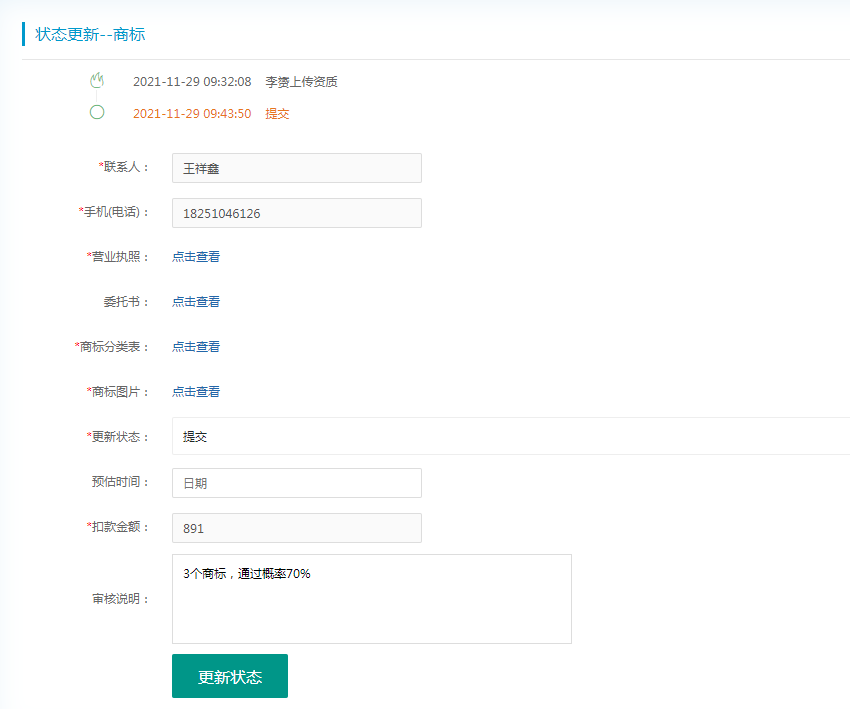 状态更新--商标
2021-11-29 09:32:08 李赟上传资质
2021-11-29 09:43:50 提交
*联系人： 王祥鑫
*手机(电话)： 18251046126
*营业执照： 点击查看
委托书： 点击查看
*商标分类表： 点击查看
*商标图片： 点击查看
*更新状态： 提交
预估时间： 日期
*扣款金额： 891
审核说明： 3个商标，通过概率70%
更新状态